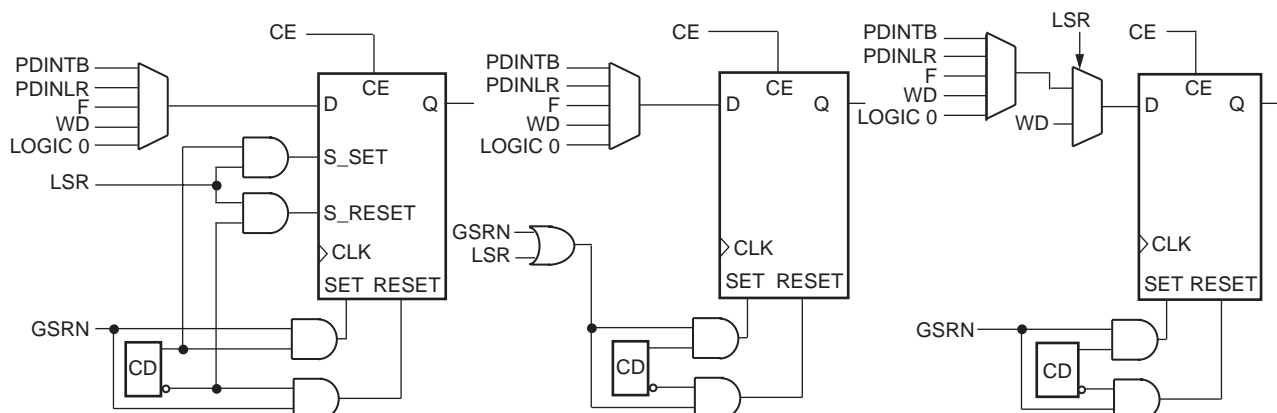 CE
PDINTB
PDINLR
F
WD
LOGIC 0
LSR
D
CE
Q
S_SET
S_RESET
CLK
SET RESET
GSRN
CD
CE
PDINTB
PDINLR
F
WD
LOGIC 0
GSRN
LSR
D
CE
Q
CLK
SET RESET
CD
LSR
CE
PDINTB
PDINLR
F
WD
LOGIC 0
WD
D
CE
Q
CLK
SET RESET
GSRN
CD